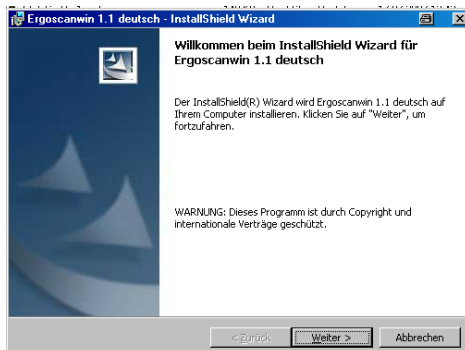 Ergoscanwin 1.1 deutsch - InstallShield Wizard
Willkommen beim InstallShield Wizard für
Ergoscanwin 1.1 deutsch
Der InstallShield(R) Wizard wird Ergoscanwin 1.1 deutsch auf
Ihrem Computer installieren. Klicken Sie auf "Weiter", um
fortzufahren.
WARNUNG: Dieses Programm ist durch Copyright und
internationale Verträge geschützt.
< Zurück Weiter > Abbrechen